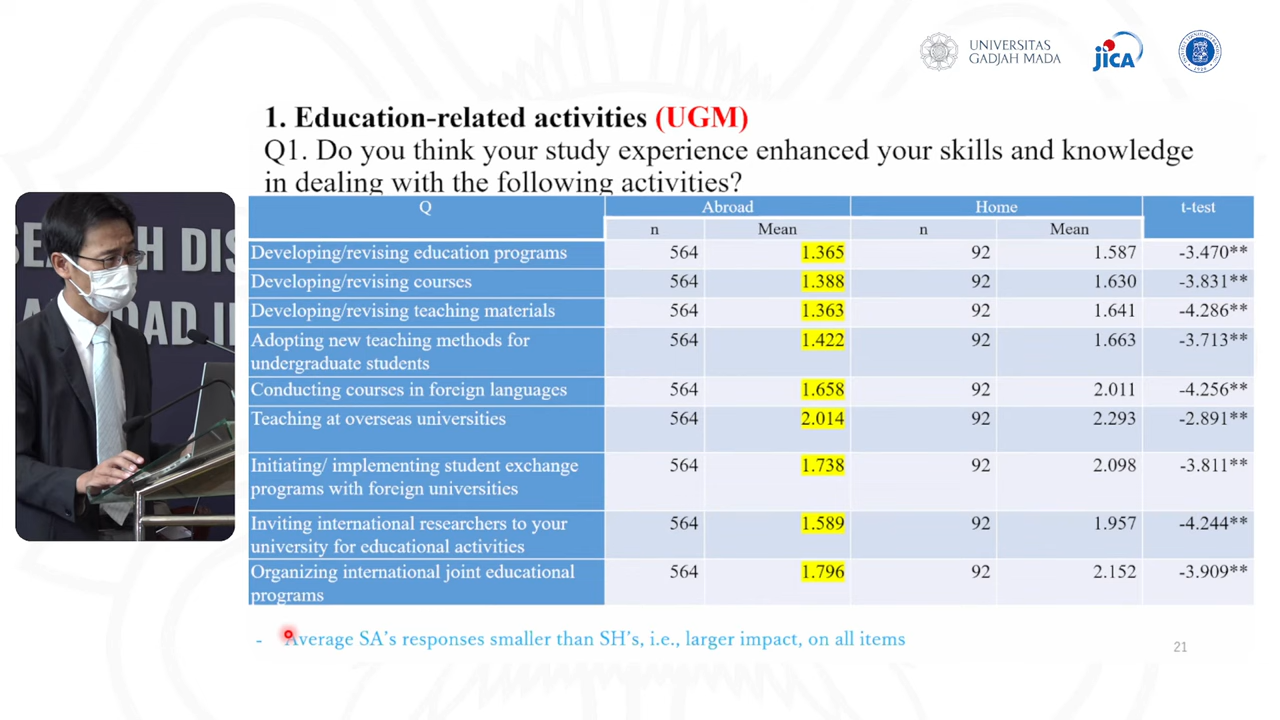 UNIVERSITAS
GADJAH MADA
JICA
1. Education-related activities (UGM)
Q1. Do you think your study experience enhanced your skills and knowledge
in dealing with the following activities?
Q Abroad Home t-test
n Mean n Mean
Developing/revising education programs 564 1.365 92 1.587 -3.470**
Developing/revising courses 564 1.388 92 1.630 -3.831**
Developing/revising teaching materials 564 1.363 92 1.641 -4.286**
Adopting new teaching methods for 564 1.422 92 1.663 -3.713**
undergraduate students
Conducting courses in foreign languages 564 1.658 92 2.011 -4.256**
Teaching at overseas universities 564 2.014 92 2.293 -2.891**
Initiating/ implementing student exchange 564 1.738 92 2.098 -3.811**
programs with foreign universities
Inviting international researchers to your 564 1.589 92 1.957 -4.244**
university for educational activities
Organizing international joint educational 564 1.796 92 2.152 -3.909**
programs
- Average SA's responses smaller than SH's, i.e., larger impact, on all items
21